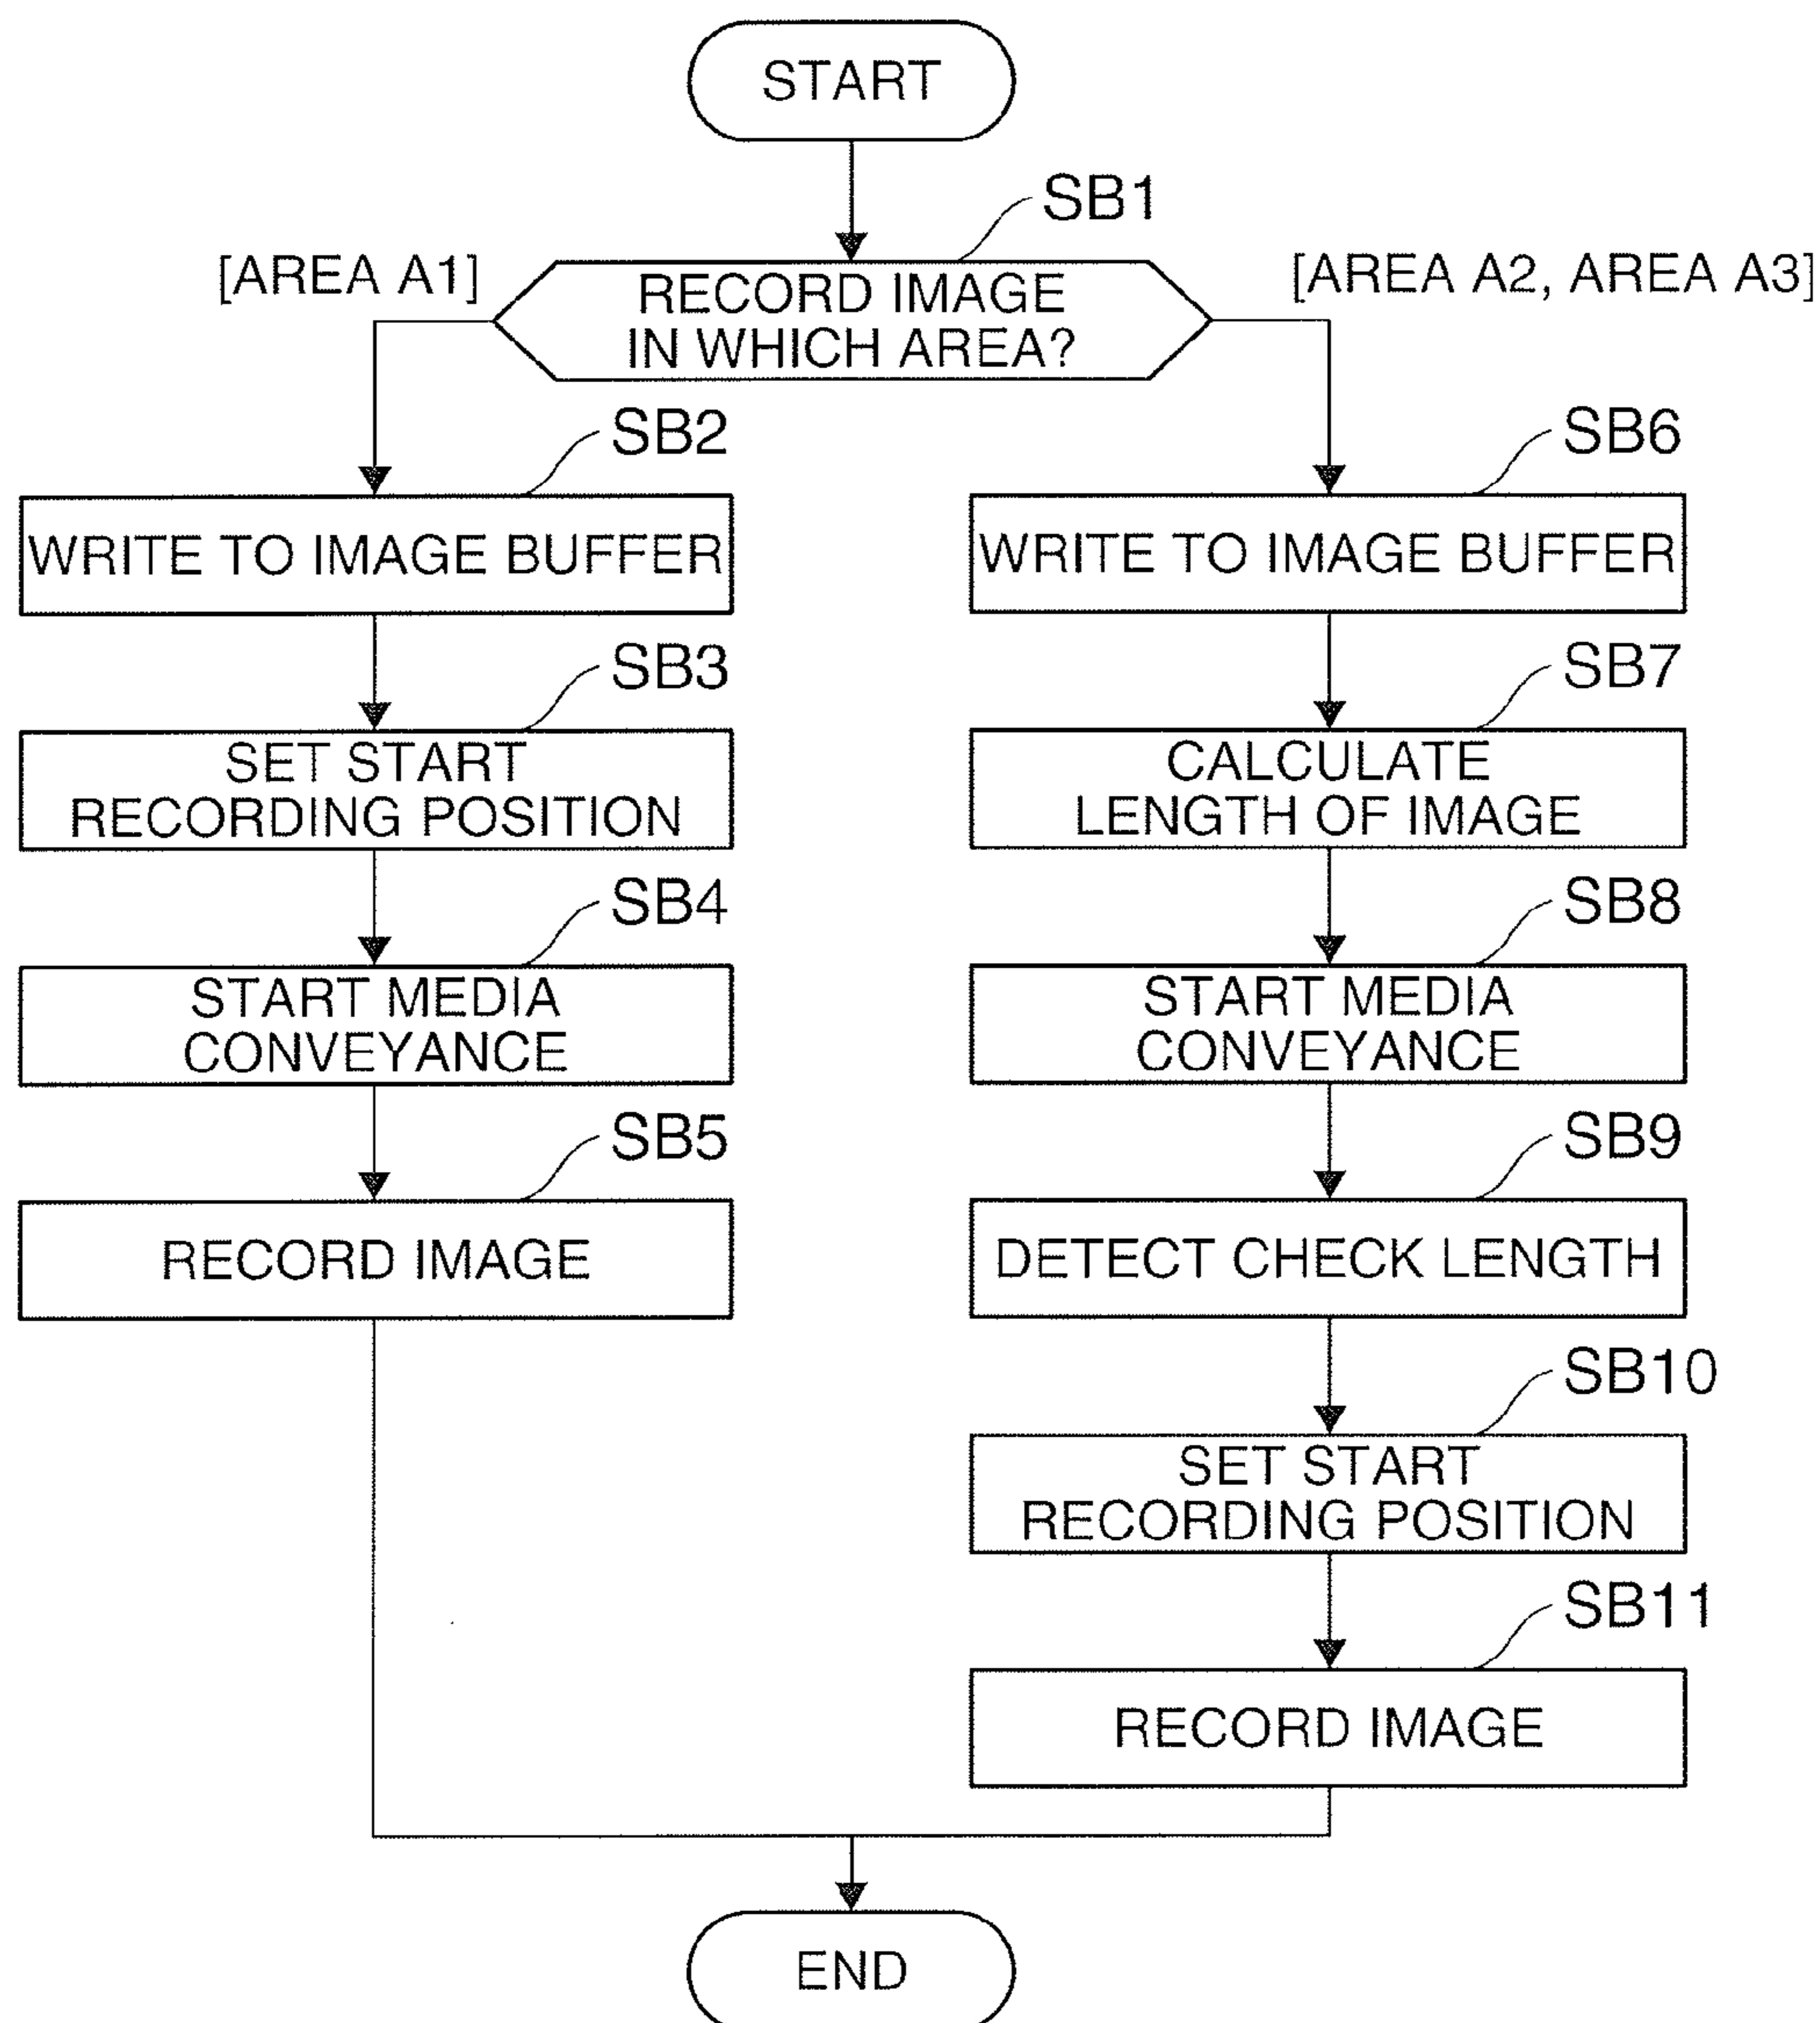 START
SB1
[AREA A1]
[AREA A2, AREA A3]
RECORD IMAGE
IN WHICH AREA?
SB2
WRITE TO IMAGE BUFFER
SB3
SET START
RECORDING POSITION
SB4
START MEDIA
CONVEYANCE
SB5
RECORD IMAGE
SB6
WRITE TO IMAGE BUFFER
SB7
CALCULATE
LENGTH OF IMAGE
SB8
START MEDIA
CONVEYANCE
SB9
DETECT CHECK LENGTH
SB10
SET START
RECORDING POSITION
SB11
RECORD IMAGE
END